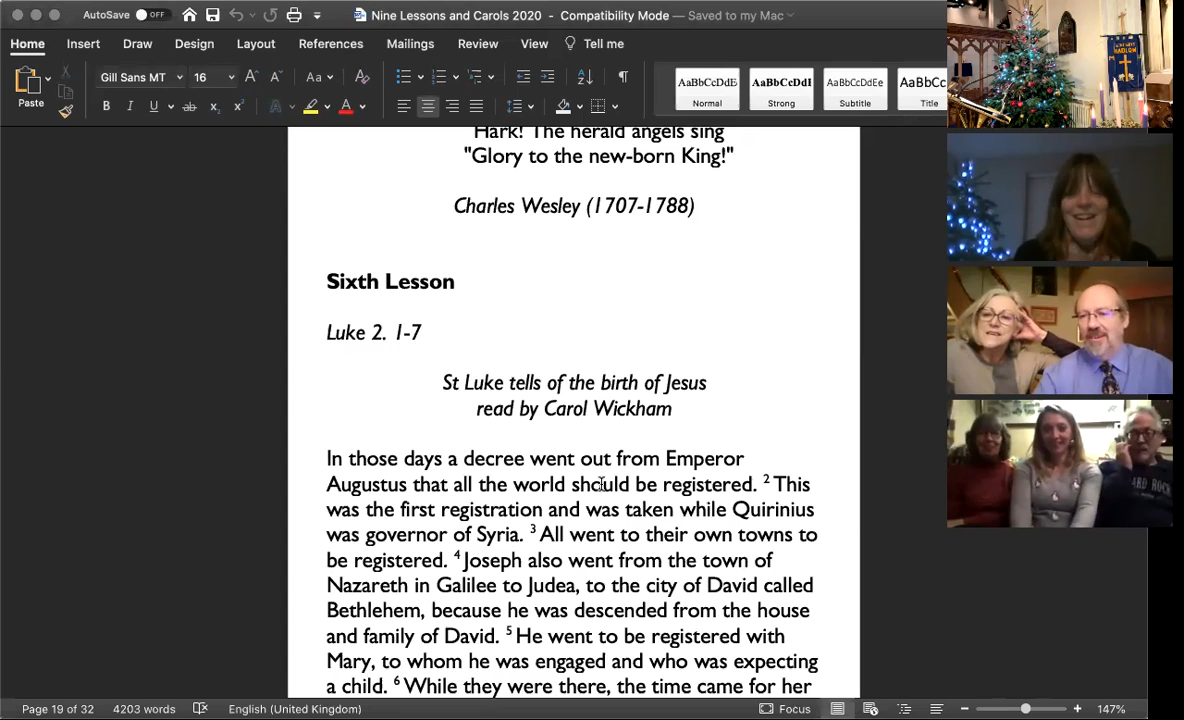 AutoSave OFF
Nine Lessons and Carols 2020 - Compatibility Mode — Saved to my Mac
Home Insert Draw Design Layout References Mailings Review View Tell me
Paste
Gill Sans MT 16
AaBbCcDdE
Normal
AaBbCcDdI
Strong
AaBbCcDdEe
Subtitle
AaBbCcD
Title
Hark! The herald angels sing
"Glory to the new-born King!"
Charles Wesley (1707-1788)
Sixth Lesson
Luke 2. 1-7
St Luke tells of the birth of Jesus
read by Carol Wickham
In those days a decree went out from Emperor
Augustus that all the world should be registered. 2 This
was the first registration and was taken while Quirinius
was governor of Syria. 3 All went to their own towns to
be registered. 4 Joseph also went from the town of
Nazareth in Galilee to Judea, to the city of David called
Bethlehem, because he was descended from the house
and family of David. 5 He went to be registered with
Mary, to whom he was engaged and who was expecting
a child. 6 While they were there, the time came for her
HADLOW
ARD ROCK
Page 19 of 32 4203 words English (United Kingdom) Focus 147%